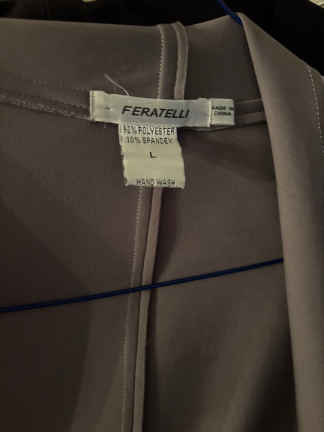 FERATELLI
MADE IN
CHINA
90% POLYESTER
10% SPANDEX
L
HAND WASH